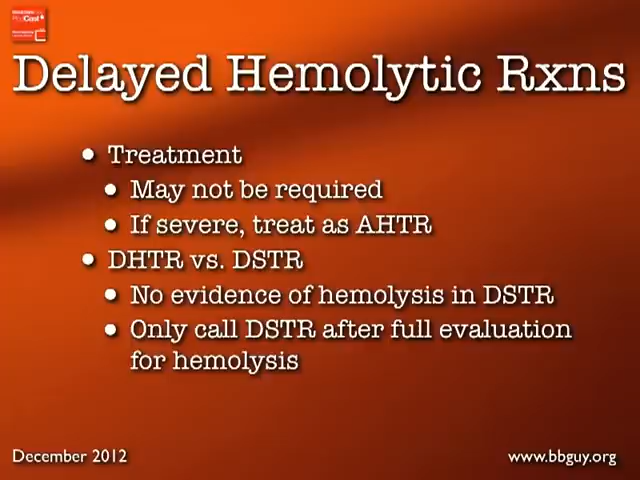 Delayed Hemolytic Rxns
• Treatment
• May not be required
• If severe, treat as AHTR
• DHTR vs. DSTR
• No evidence of hemolysis in DSTR
• Only call DSTR after full evaluation
for hemolysis
December 2012
www.bbguy.org